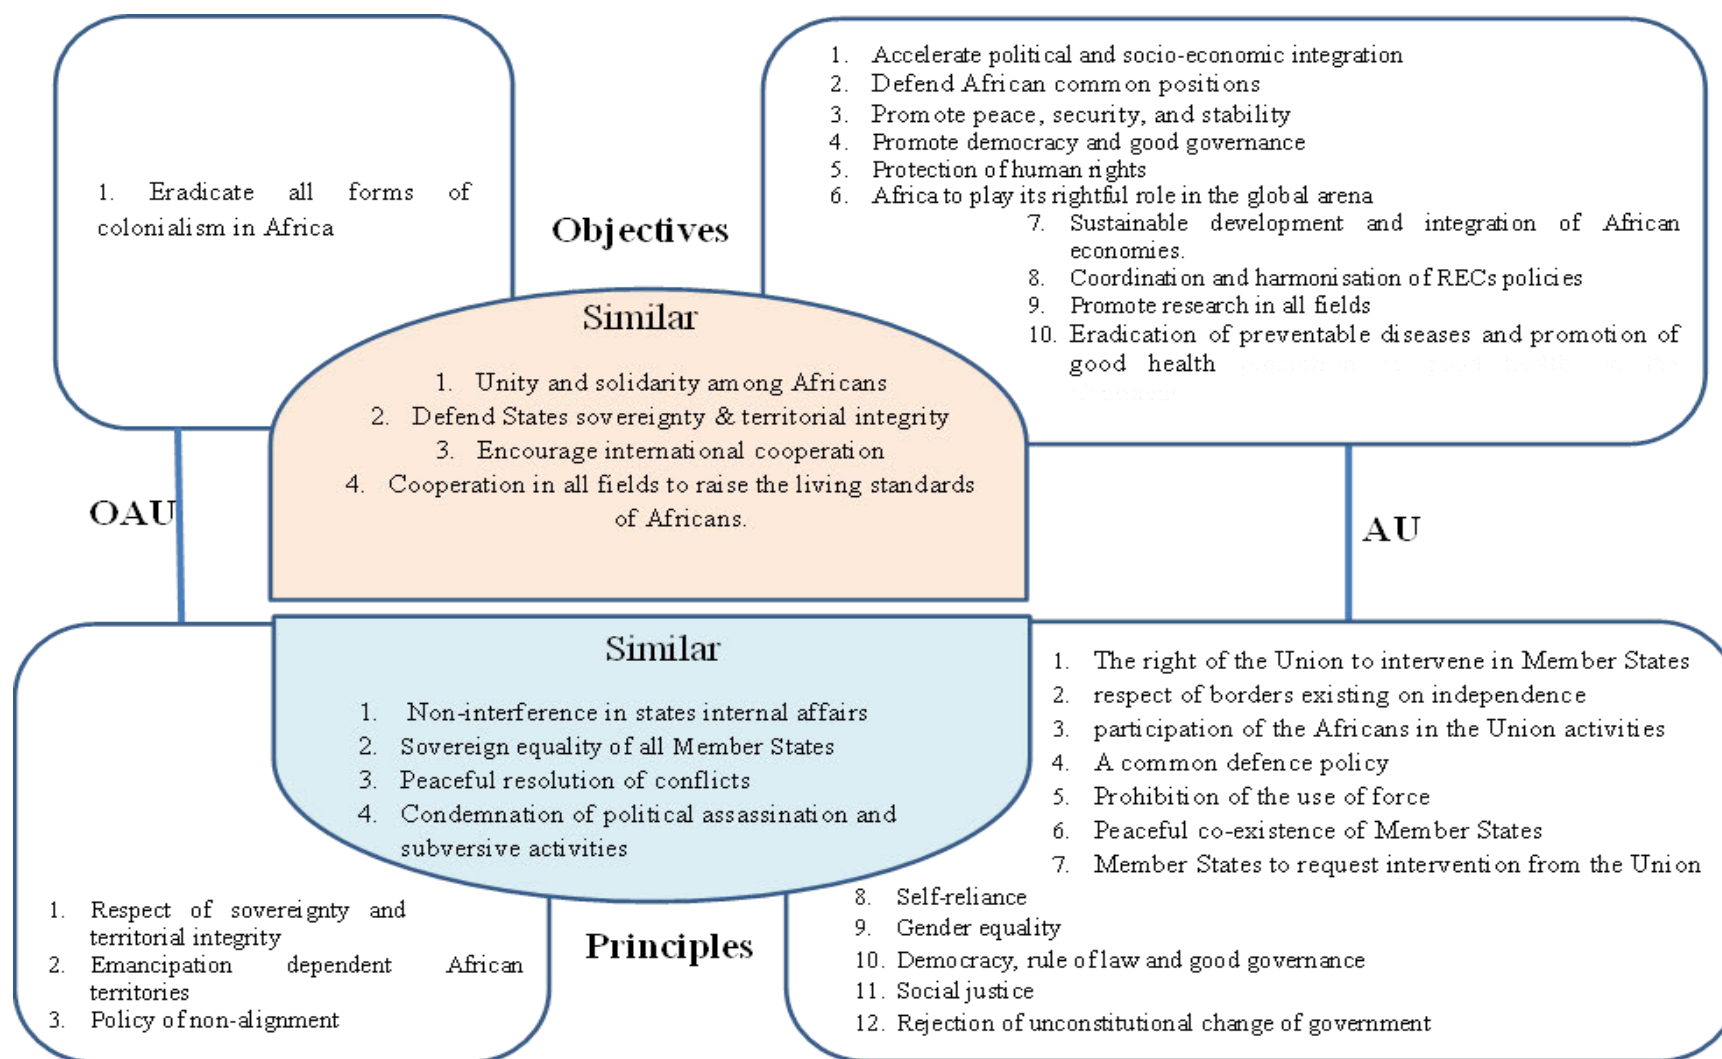 1. Eradicate all forms of
colonialism in Africa
Objectives
1. Accelerate political and socio-economic integration
2. Defend African common positions
3. Promote peace, security, and stability
4. Promote democracy and good governance
5. Protection of human rights
6. Africa to play its rightful role in the global arena
7. Sustainable development and integration of African
economies.
8. Coordination and harmonisation of RECs policies
9. Promote research in all fields
10. Eradication of preventable diseases and promotion of
good health
Similar
1. Unity and solidarity among Africans
2. Defend States sovereignty & territorial integrity
3. Encourage international cooperation
4. Cooperation in all fields to raise the living standards
of Africans.
OAU
AU
Similar
1. Non-interference in states internal affairs
2. Sovereign equality of all Member States
3. Peaceful resolution of conflicts
4. Condemnation of political assassination and
subversive activities
1. Respect of sovereignty and
territorial integrity
2. Emancipation dependent African
territories
3. Policy of non-alignment
Principles
1. The right of the Union to intervene in Member States
2. respect of borders existing on independence
3. participation of the Africans in the Union activities
4. A common defence policy
5. Prohibition of the use of force
6. Peaceful co-existence of Member States
7. Member States to request intervention from the Union
8. Self-reliance
9. Gender equality
10. Democracy, rule of law and good governance
11. Social justice
12. Rejection of unconstitutional change of government